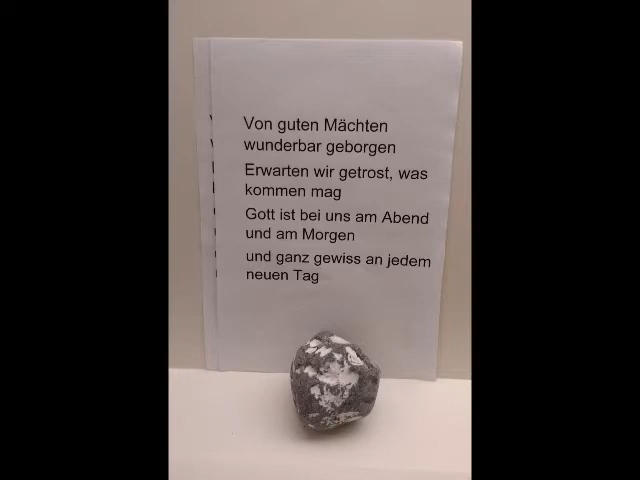 Von guten Mächten
wunderbar geborgen
Erwarten wir getrost, was
kommen mag
Gott ist bei uns am Abend
und am Morgen
und ganz gewiss an jedem
neuen Tag